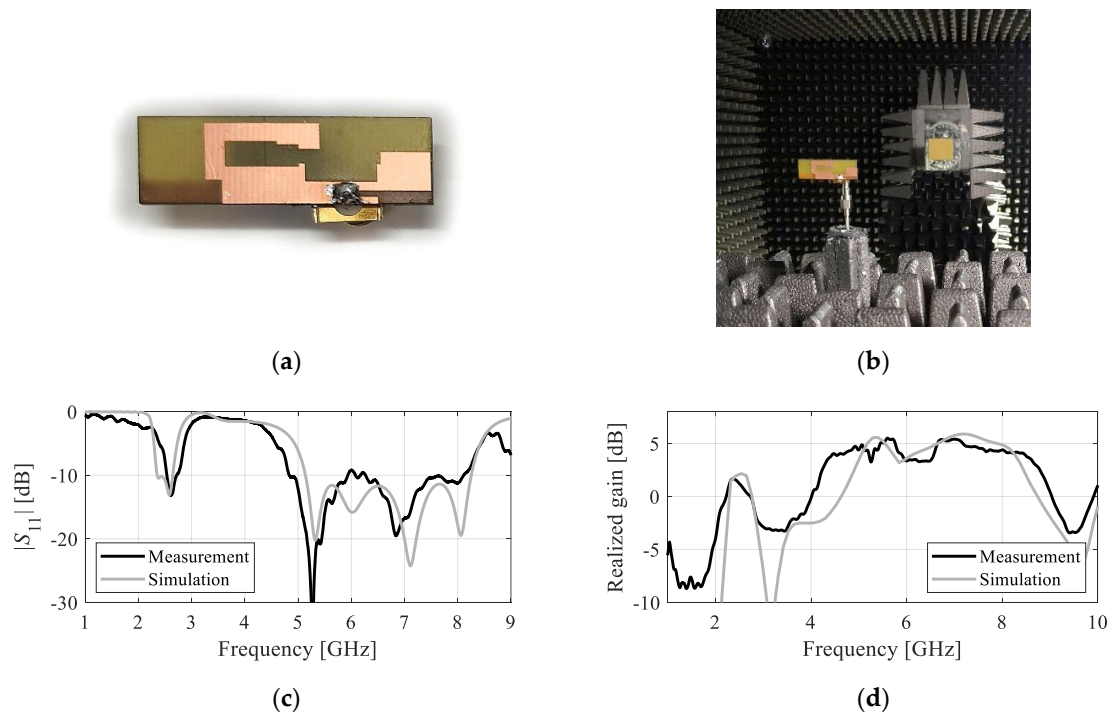 (a)
(b)
0
-10
-20
-30
|S11| [dB]
Measurement
Simulation
1 2 3 4 5 6 7 8 9
Frequency [GHz]
(c)
5
0
-5
-10
Realized gain [dB]
Measurement
Simulation
2 4 6 8 10
Frequency [GHz]
(d)